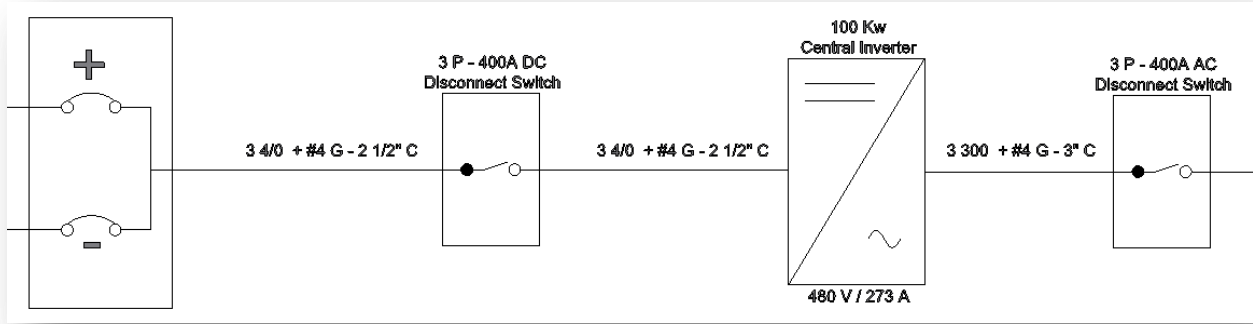 +
-
3 4/0 + #4 G - 2 1/2" C
3 P - 400A DC
Disconnect Switch
3 4/0 + #4 G - 2 1/2" C
100 Kw
Central Inverter
480 V / 273 A
3 300 + #4 G - 3" C
3 P - 400A AC
Disconnect Switch